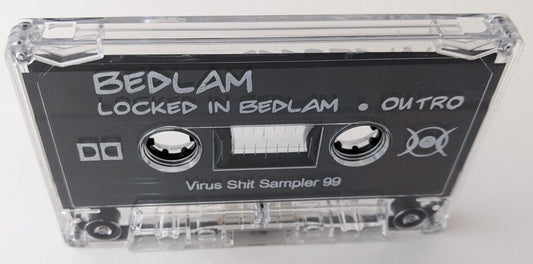 BEDLAM
LOCKED IN BEDLAM • OUTRO
Virus Shit Sampler 99